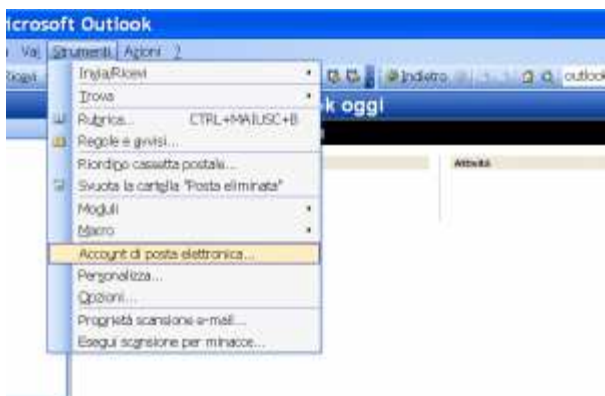 icrosoft Outlook
Vai Strumenti Azioni ?
Ricevi
Indietro
outlook
Invia/Ricevi
Trova
k oggi
Rubrica... CTRL+MAIUSC+B
Regole e avvisi...
Riordino cassetta postale...
Attività
Svuota la cartella "Posta eliminata"
Moduli
Macro
Account di posta elettronica...
Personalizza...
Opzioni...
Proprietà scansione e-mail...
Esegui scansione per minacce...